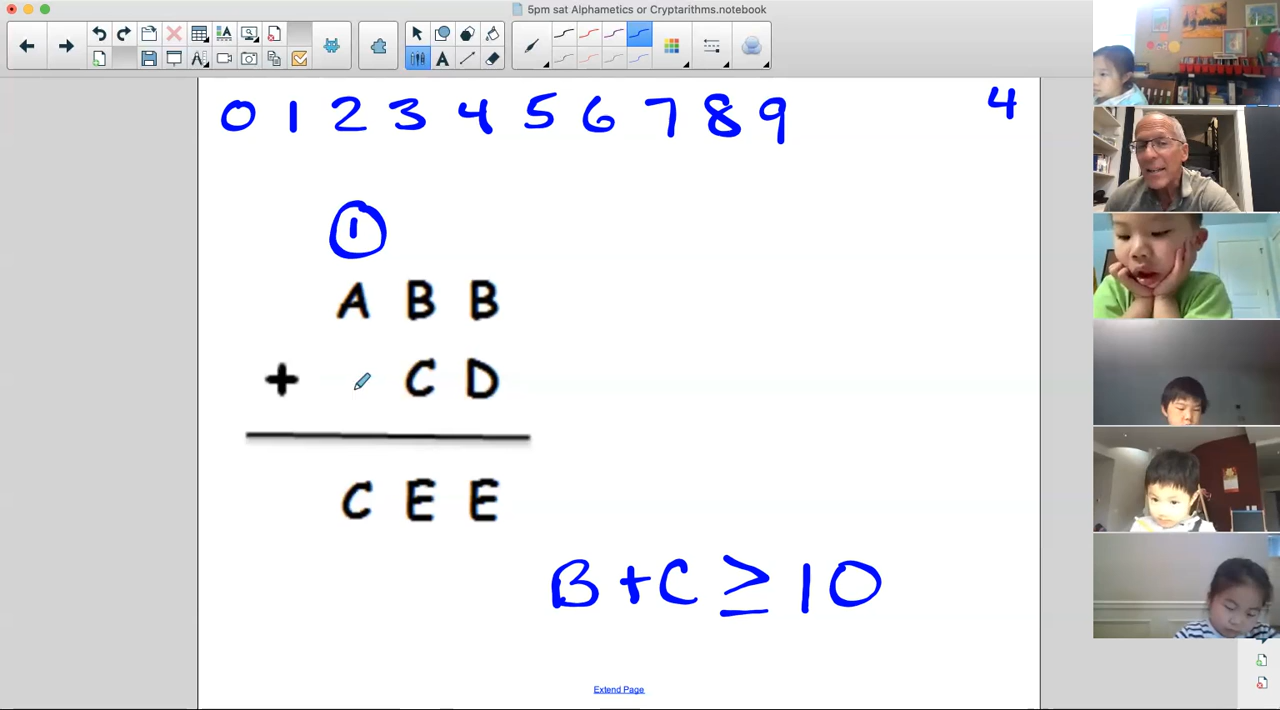 5pm sat Alphametics or Cryptarithms.notebook
0 1 2 3 4 5 6 7 8 9 4
1
A B B
+ C D
C E E
B + C ≥ 10
Extend Page